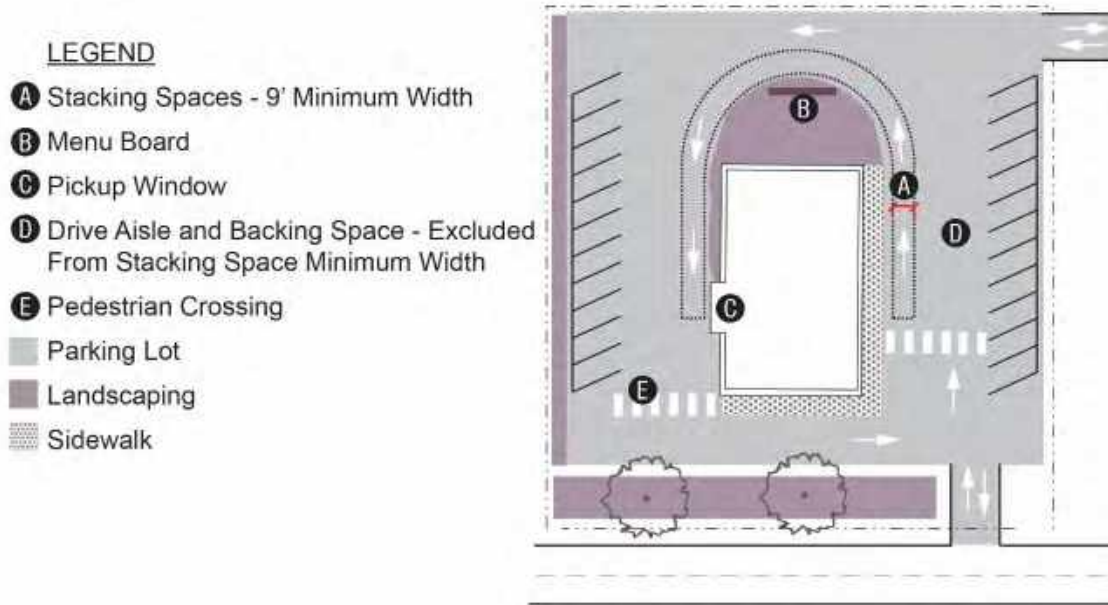 LEGEND
A Stacking Spaces - 9' Minimum Width
B Menu Board
C Pickup Window
D Drive Aisle and Backing Space - Excluded
From Stacking Space Minimum Width
E Pedestrian Crossing
Parking Lot
Landscaping
Sidewalk
B
A
D
C
E